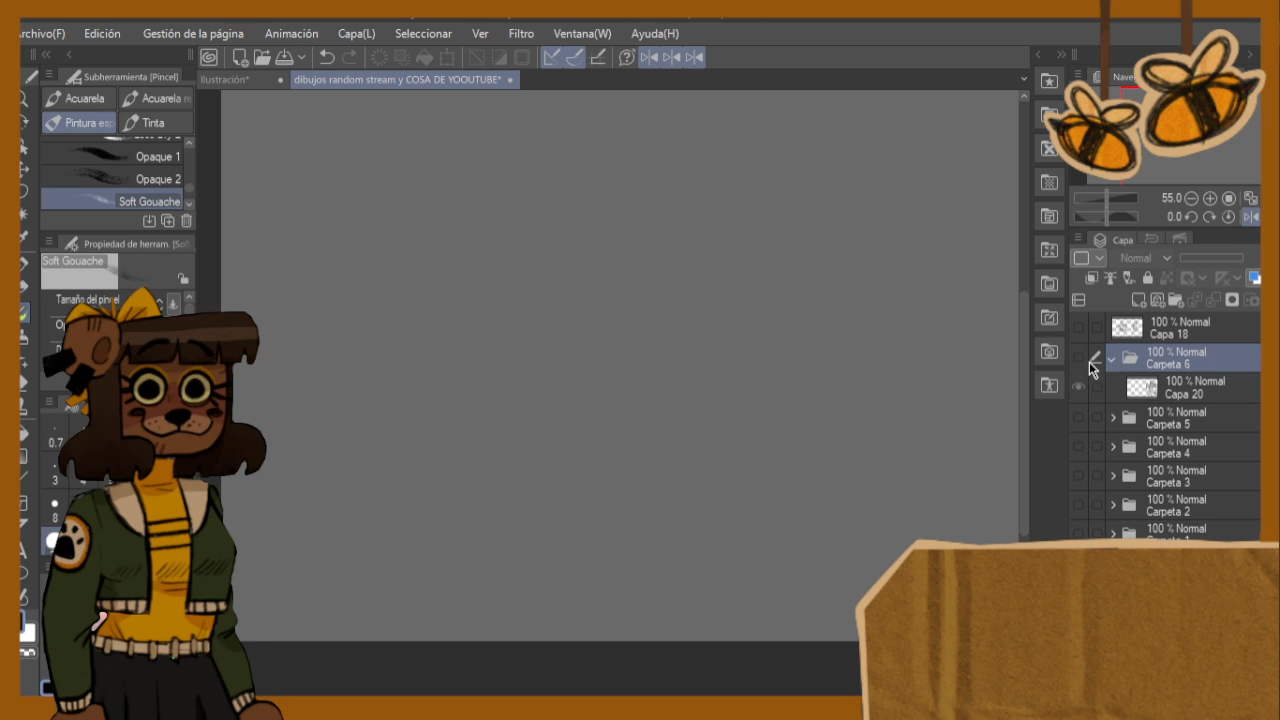 rchivo(F) Edición Gestión de la página Animación Capa(L) Seleccionar Ver Filtro Ventana(W) Ayuda(H)
Subherramienta [Pincel]
Ilustración* dibujos random stream y COSA DE YOOUTUBE*
Nave
Acuarela Acuarela
Pintura es Tinta
Opaque 1
Opaque 2
Soft Gouache
55.0
0.0
Propiedad de herram. [So
Capa
Soft Gouache
Normal
Tamaño del pincel
100 % Normal
Capa 18
100 % Normal
Carpeta 6
100 % Normal
Capa 20
100 % Normal
Carpeta 5
0.7
100 % Normal
Carpeta 4
3
100 % Normal
Carpeta 3
8
100 % Normal
Carpeta 2
100 % Normal